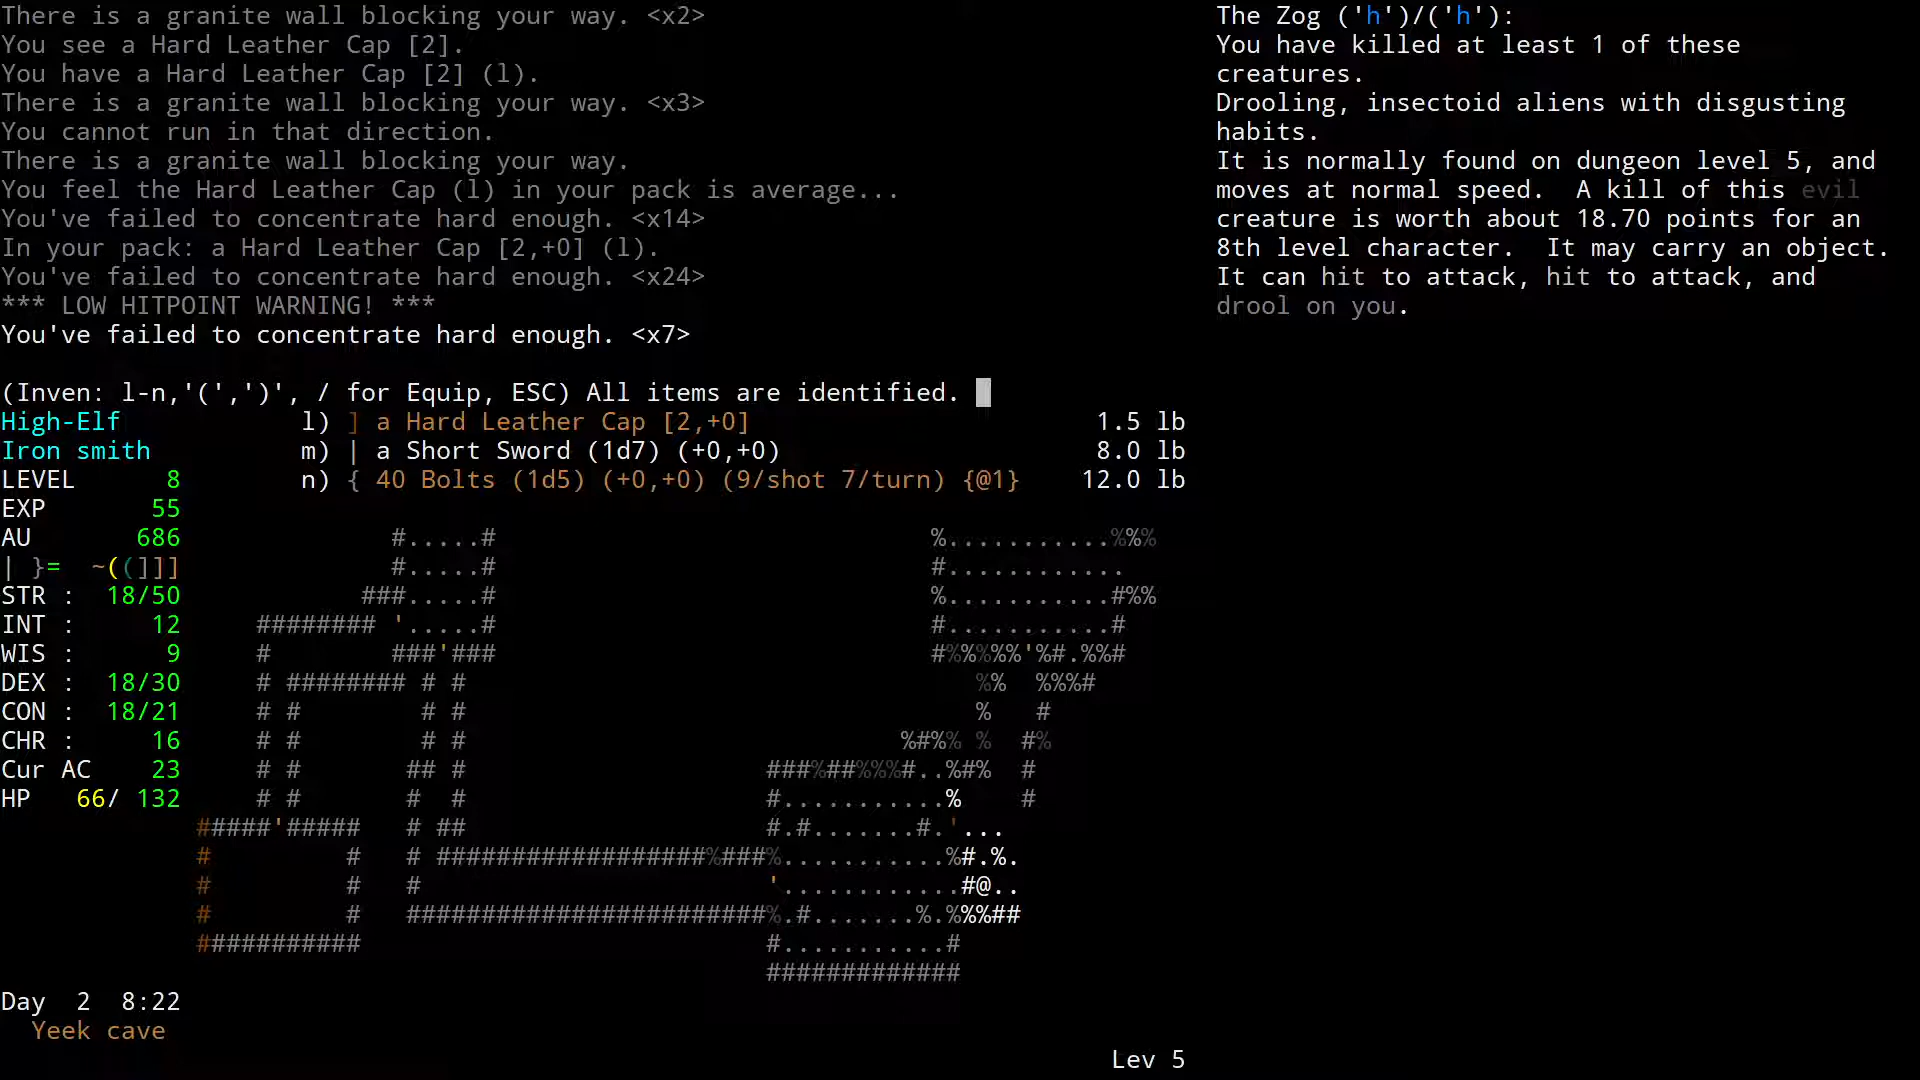 There is a granite wall blocking your way. <x2>
You see a Hard Leather Cap [2].
You have a Hard Leather Cap [2] (l).
There is a granite wall blocking your way. <x3>
You cannot run in that direction.
There is a granite wall blocking your way.
You feel the Hard Leather Cap (l) in your pack is average...
You've failed to concentrate hard enough. <x14>
In your pack: a Hard Leather Cap [2,+0] (l).
You've failed to concentrate hard enough. <x24>
*** LOW HITPOINT WARNING! ***
You've failed to concentrate hard enough. <x7>
The Zog ('h')/('h'):
You have killed at least 1 of these
creatures.
Drooling, insectoid aliens with disgusting
habits.
It is normally found on dungeon level 5, and
moves at normal speed.  A kill of this evil
creature is worth about 18.70 points for an
8th level character.  It may carry an object.
It can hit to attack, hit to attack, and
drool on you.
(Inven: l-n,'(',')', / for Equip, ESC) All items are identified.
l) ] a Hard Leather Cap [2,+0] 1.5 lb
m) | a Short Sword (1d7) (+0,+0) 8.0 lb
n) { 40 Bolts (1d5) (+0,+0) (9/shot 7/turn) {@1} 12.0 lb
High-Elf
Iron smith
LEVEL 8
EXP 55
AU 686
| }= ~((]]]
STR : 18/50
INT : 12
WIS : 9
DEX : 18/30
CON : 18/21
CHR : 16
Cur AC 23
HP 66/ 132
Day 2 8:22
Yeek cave
Lev 5